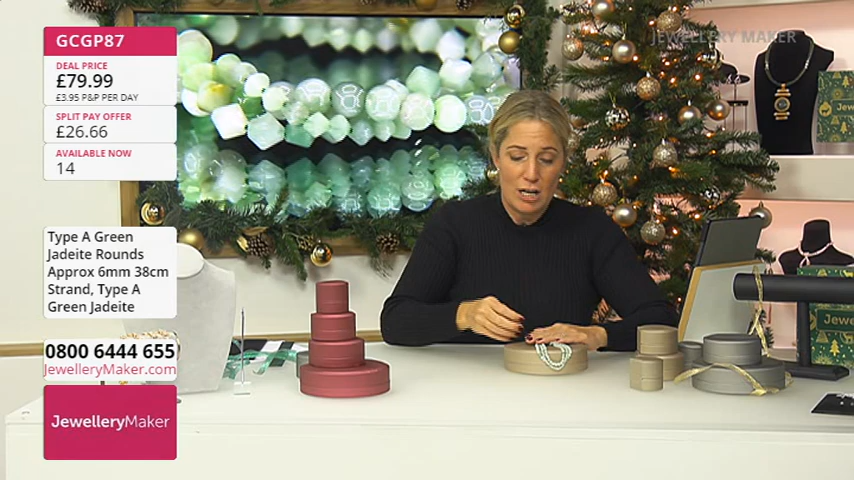 GCGP87
DEAL PRICE
£79.99
£3.95 P&P PER DAY
SPLIT PAY OFFER
£26.66
AVAILABLE NOW
14
Type A Green
Jadeite Rounds
Approx 6mm 38cm
Strand, Type A
Green Jadeite
0800 6444 655
JewelleryMaker.com
JewelleryMaker
JEWELLERY MAKER
Jewe